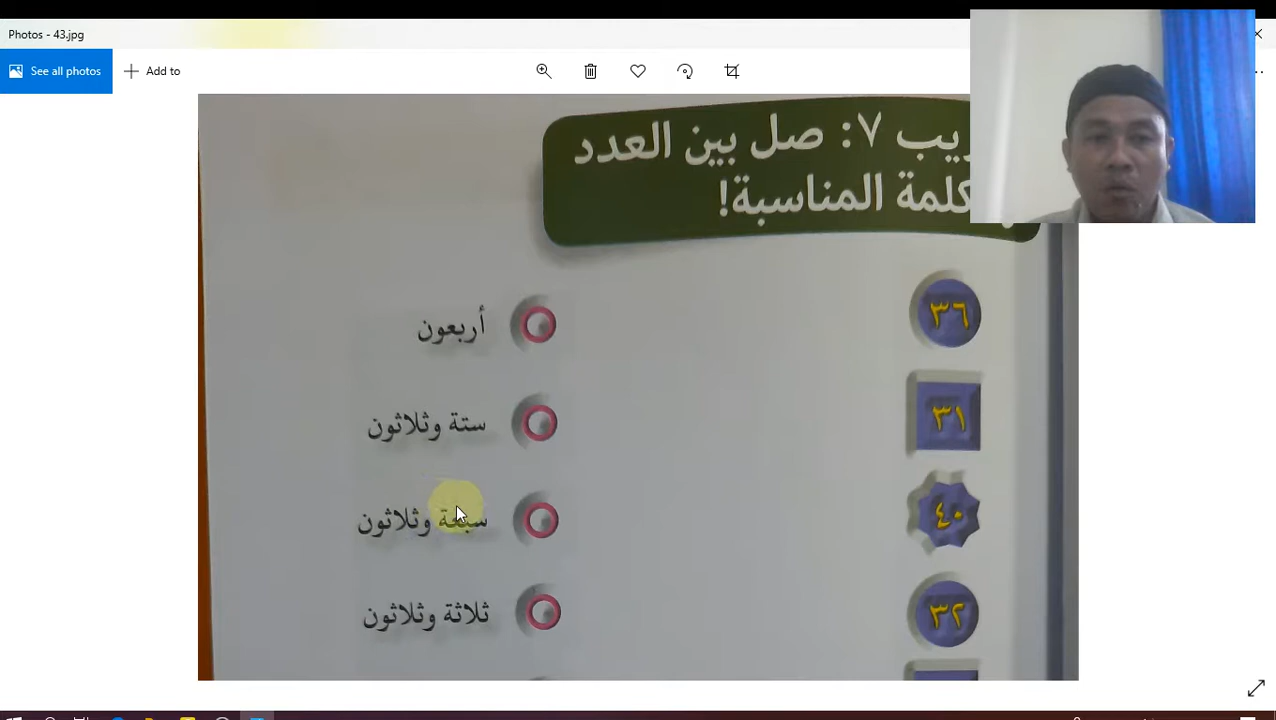 Photos - 43.jpg
See all photos
Add to
٧: صل بين العدد
المناسبة!
٣٦
أربعون
٣١
ستة وثلاثون
٤٠
سبعة وثلاثون
٣٢
ثلاثة وثلاثون